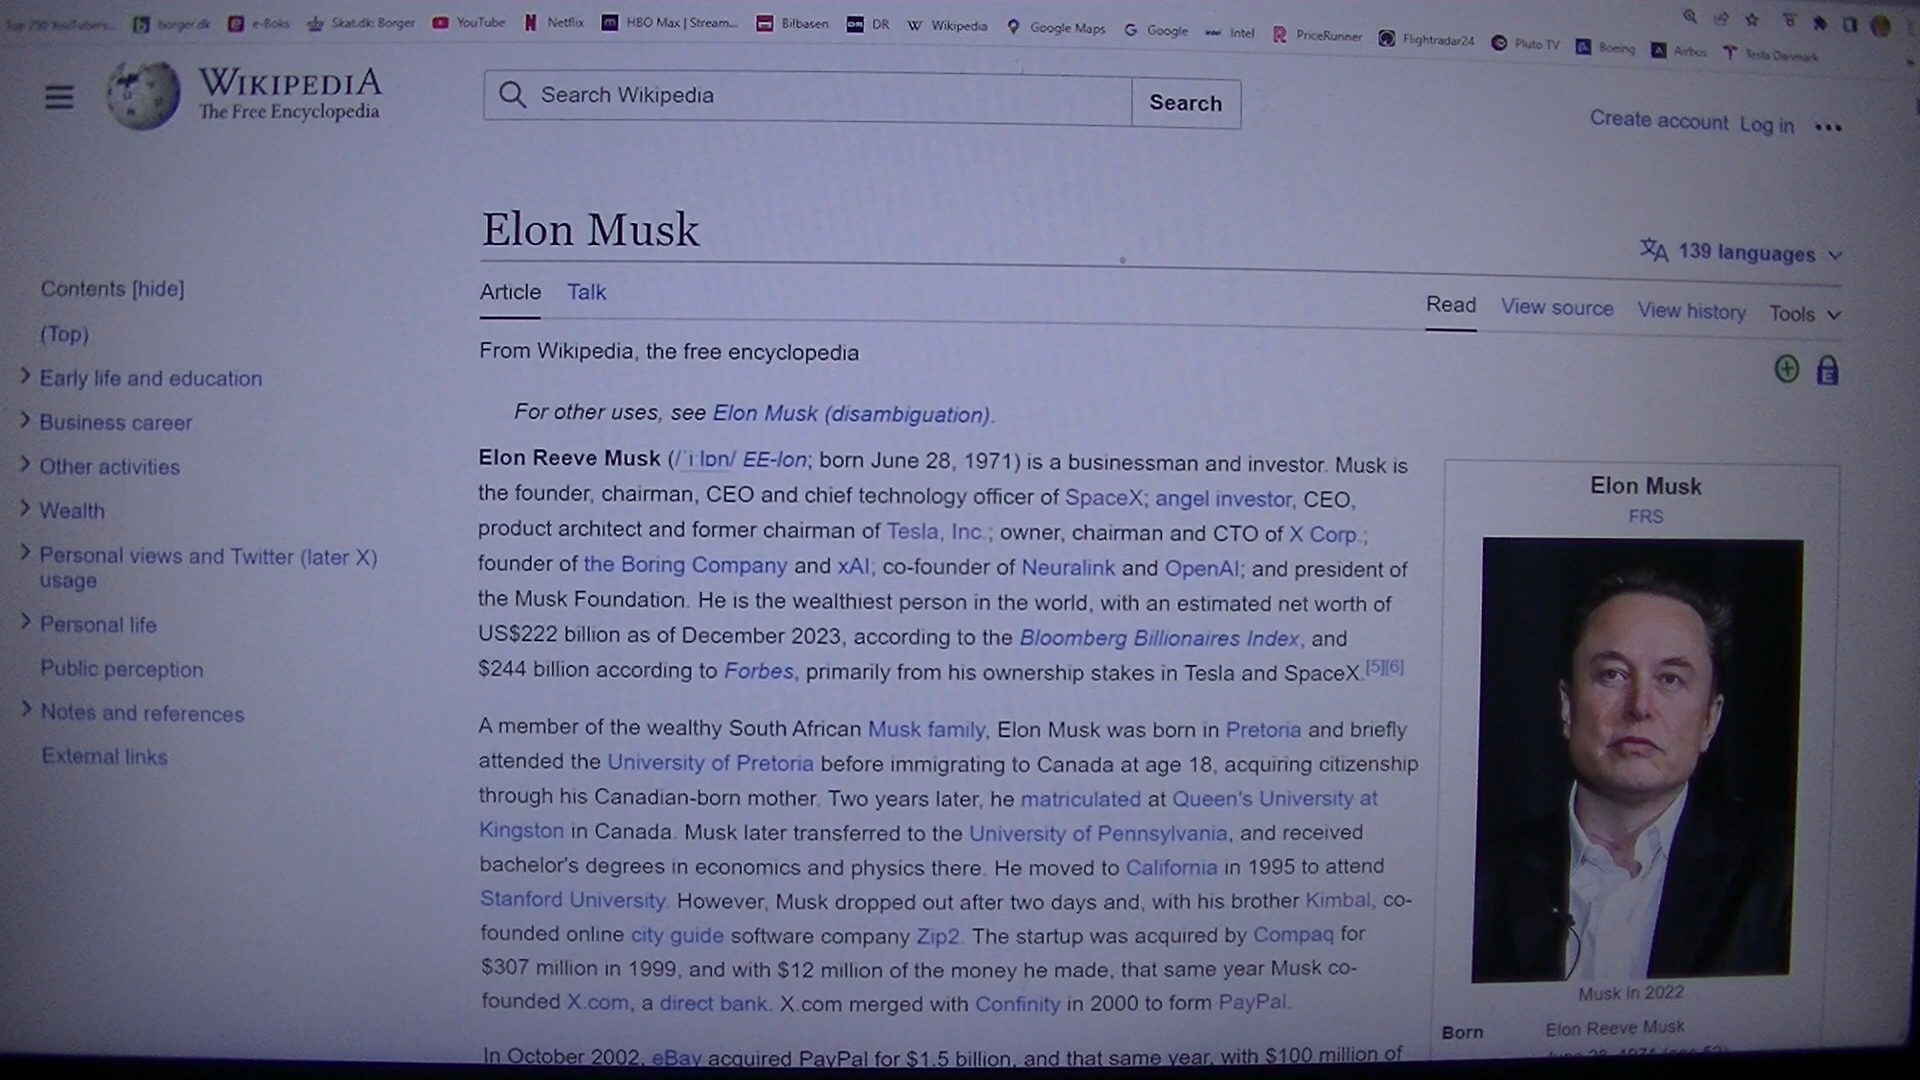 borger.dk e-Boks Skat.dk: Borger YouTube Netflix HBO Max | Stream... Bilbasen DR Wikipedia Google Maps Google Intel PriceRunner Flightradar24 Pluto TV Boeing Airbus Tesla Danmark
WIKIPEDIA
The Free Encyclopedia
Search Wikipedia
Search
Create account Log in
Elon Musk
139 languages
Contents [hide]
(Top)
Early life and education
Business career
Other activities
Wealth
Personal views and Twitter (later X)
usage
Personal life
Public perception
Notes and references
External links
Article Talk
Read View source View history Tools
From Wikipedia, the free encyclopedia
For other uses, see Elon Musk (disambiguation).
Elon Reeve Musk (/ˈiːlɒn/ EE-lon; born June 28, 1971) is a businessman and investor. Musk is
the founder, chairman, CEO and chief technology officer of SpaceX; angel investor, CEO,
product architect and former chairman of Tesla, Inc.; owner, chairman and CTO of X Corp.;
founder of the Boring Company and xAI; co-founder of Neuralink and OpenAI; and president of
the Musk Foundation. He is the wealthiest person in the world, with an estimated net worth of
US$222 billion as of December 2023, according to the Bloomberg Billionaires Index, and
$244 billion according to Forbes, primarily from his ownership stakes in Tesla and SpaceX.[5][6]
A member of the wealthy South African Musk family, Elon Musk was born in Pretoria and briefly
attended the University of Pretoria before immigrating to Canada at age 18, acquiring citizenship
through his Canadian-born mother. Two years later, he matriculated at Queen's University at
Kingston in Canada. Musk later transferred to the University of Pennsylvania, and received
bachelor's degrees in economics and physics there. He moved to California in 1995 to attend
Stanford University. However, Musk dropped out after two days and, with his brother Kimbal, co-
founded online city guide software company Zip2. The startup was acquired by Compaq for
$307 million in 1999, and with $12 million of the money he made, that same year Musk co-
founded X.com, a direct bank. X.com merged with Confinity in 2000 to form PayPal.
In October 2002, eBay acquired PayPal for $1.5 billion, and that same year, with $100 million of
Elon Musk
FRS
Musk in 2022
Born Elon Reeve Musk